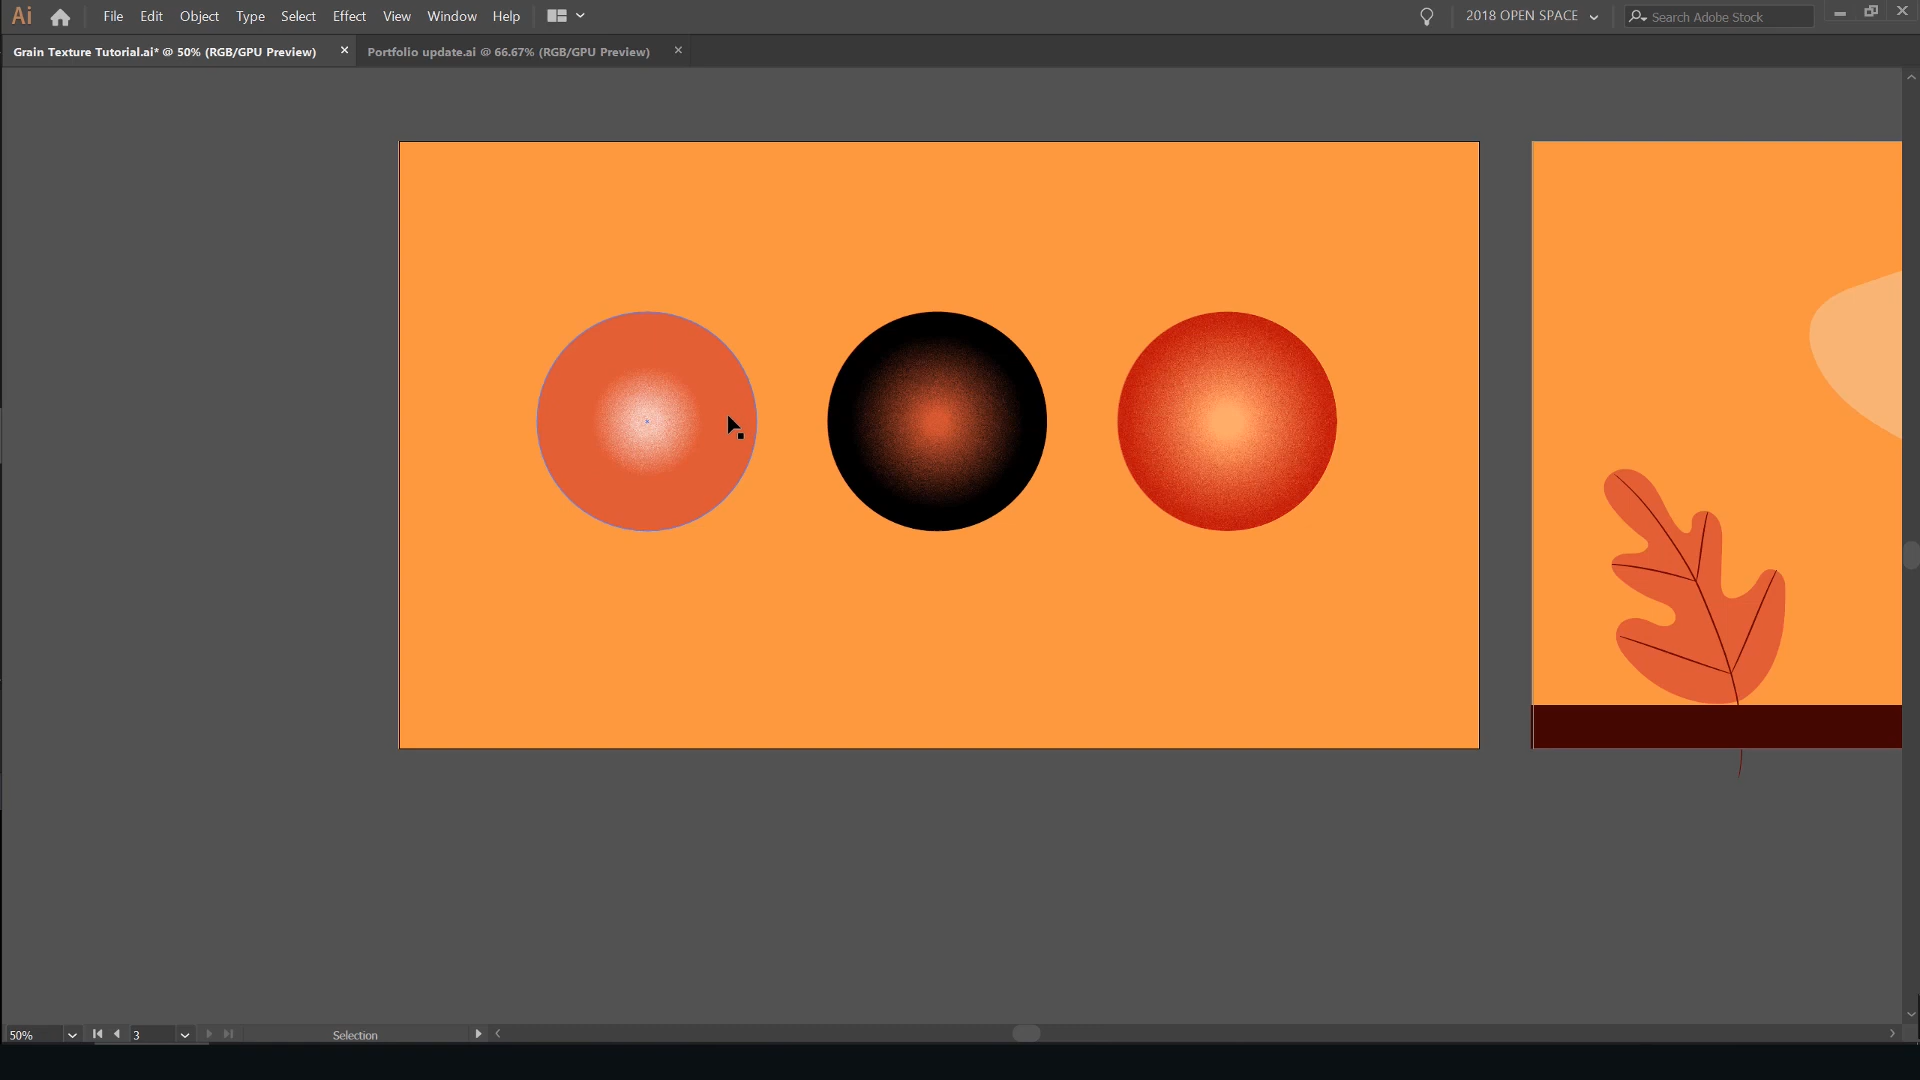 Ai File Edit Object Type Select Effect View Window Help 2018 OPEN SPACE Search Adobe Stock
Grain Texture Tutorial.ai* @ 50% (RGB/GPU Preview) Portfolio update.ai @ 66.67% (RGB/GPU Preview)
50% 3 Selection